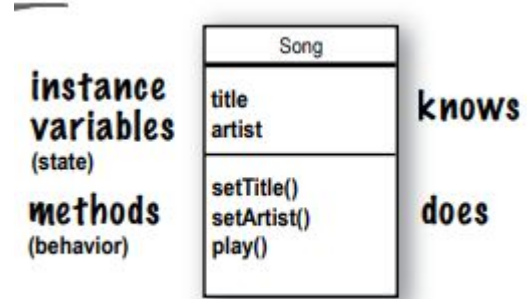 Song
instance
variables
(state)
title
artist
knows
methods
(behavior)
setTitle()
setArtist()
play()
does